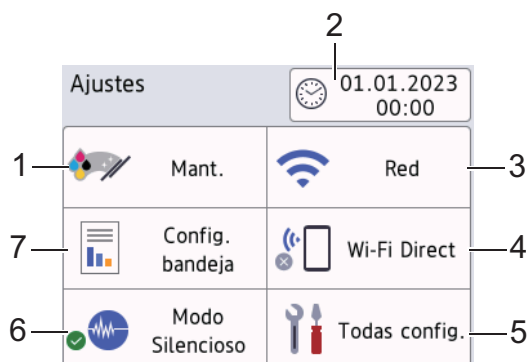 2
Ajustes
01.01.2023
00:00
1
Mant.
Red
3
7
Config.
bandeja
Wi-Fi Direct
4
6
Modo
Silencioso
Todas config.
5